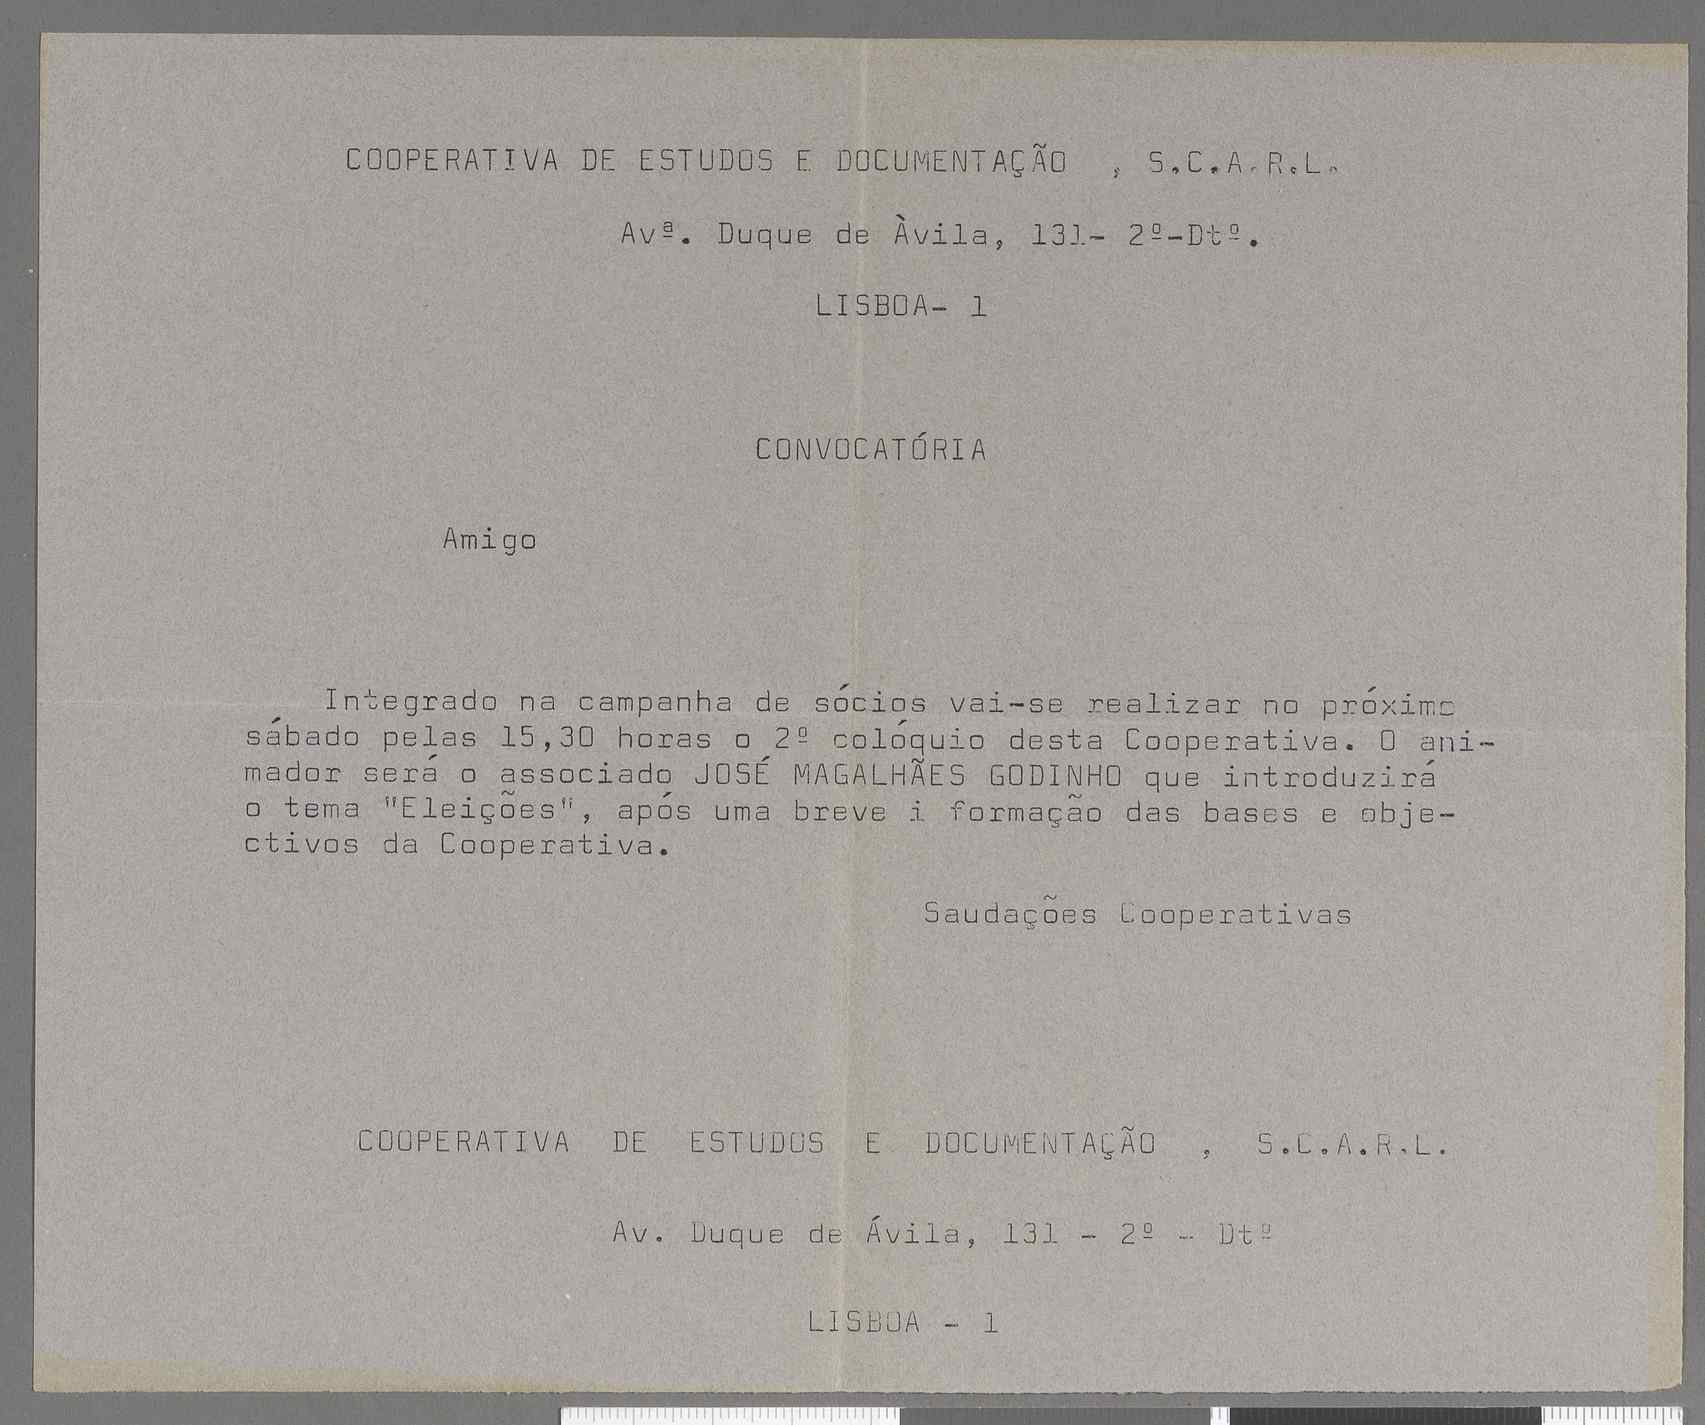 COOPERATIVA DE ESTUDOS E DOCUMENTAÇÃO , S.C.A.R.L.
Avª. Duque de Àvila, 131- 2º-Dtº.
LISBOA- 1
CONVOCATÓRIA
Amigo
Integrado na campanha de sócios vai-se realizar no próximo
sábado pelas 15,30 horas o 2º colóquio desta Cooperativa. O ani-
mador será o associado JOSÉ MAGALHÃES GODINHO que introduzirá
o tema "Eleições", após uma breve i formação das bases e obje-
ctivos da Cooperativa.
Saudações Cooperativas
COOPERATIVA DE ESTUDOS E DOCUMENTAÇÃO , S.C.A.R.L.
Av. Duque de Ávila, 131 - 2º - Dtº
LISBOA - 1